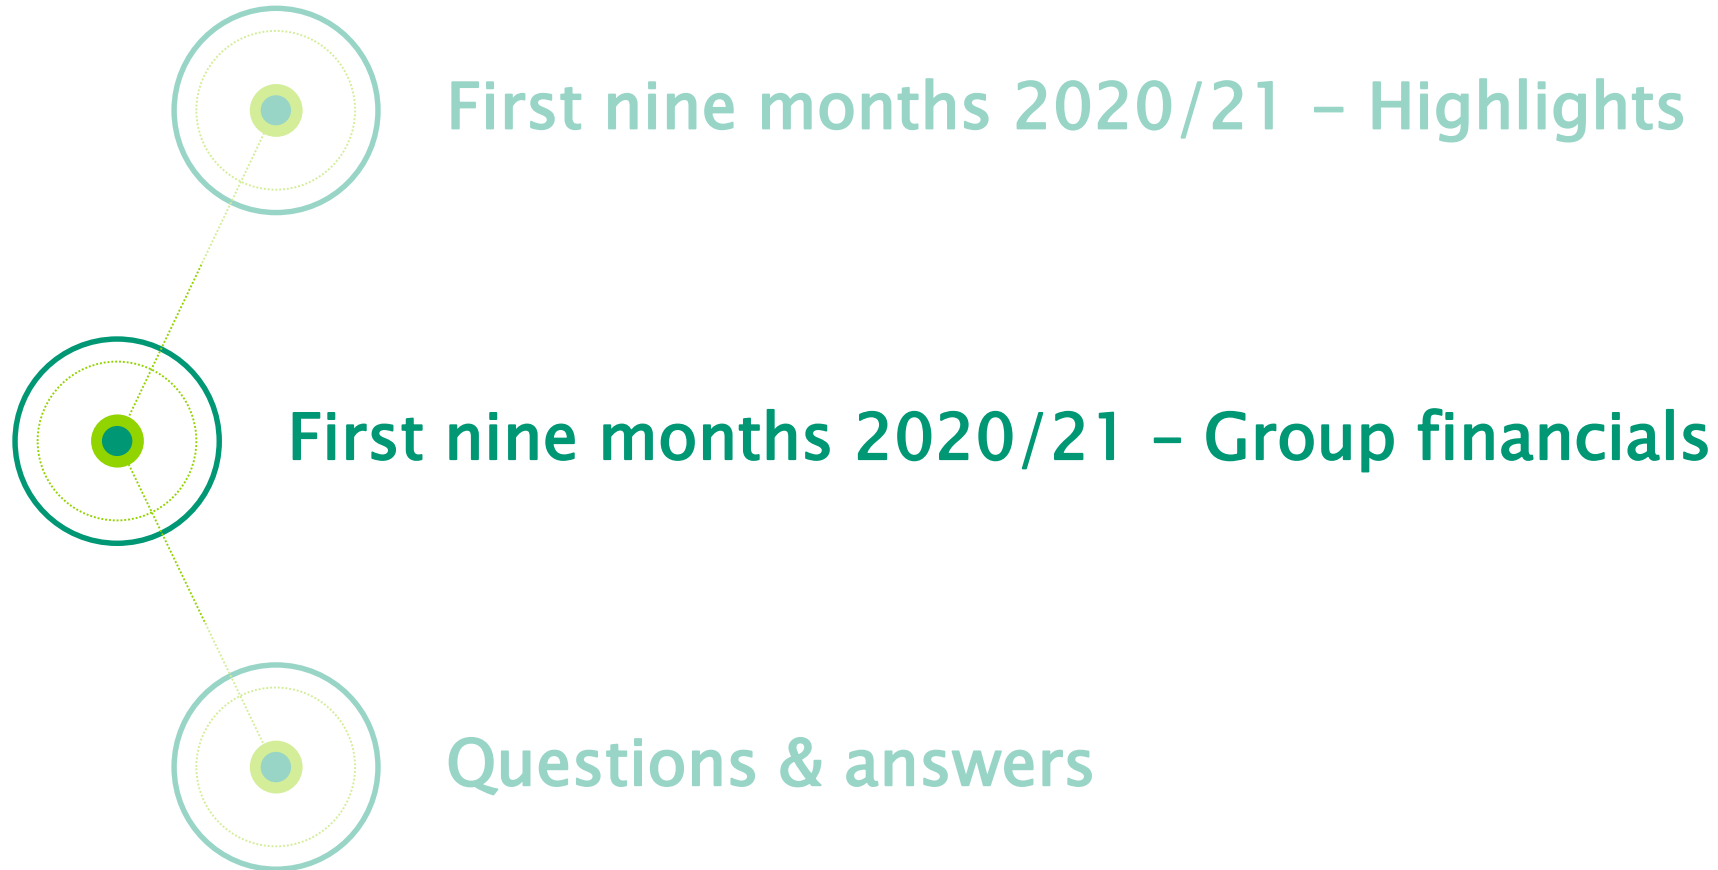 First nine months 2020/21 – Highlights
First nine months 2020/21 – Group financials
Questions & answers